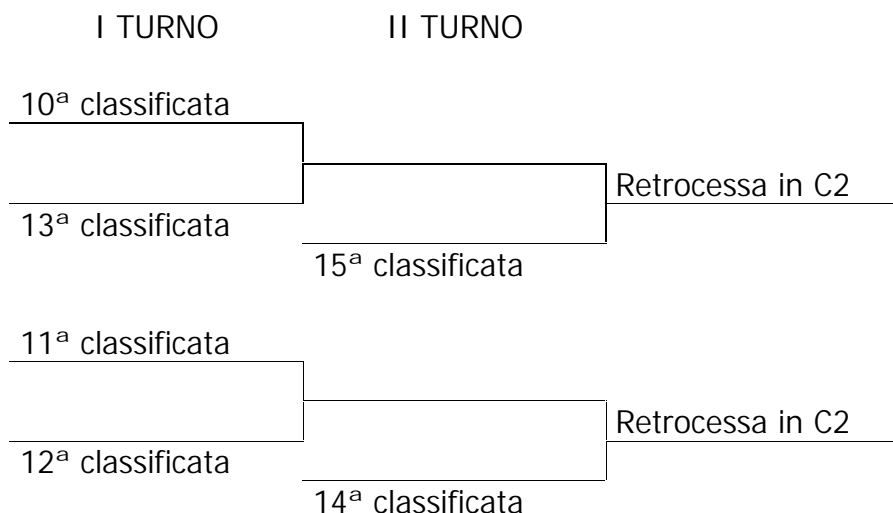 I TURNO II TURNO
10ª classificata
Retrocessa in C2
13ª classificata
15ª classificata
11ª classificata
Retrocessa in C2
12ª classificata
14ª classificata